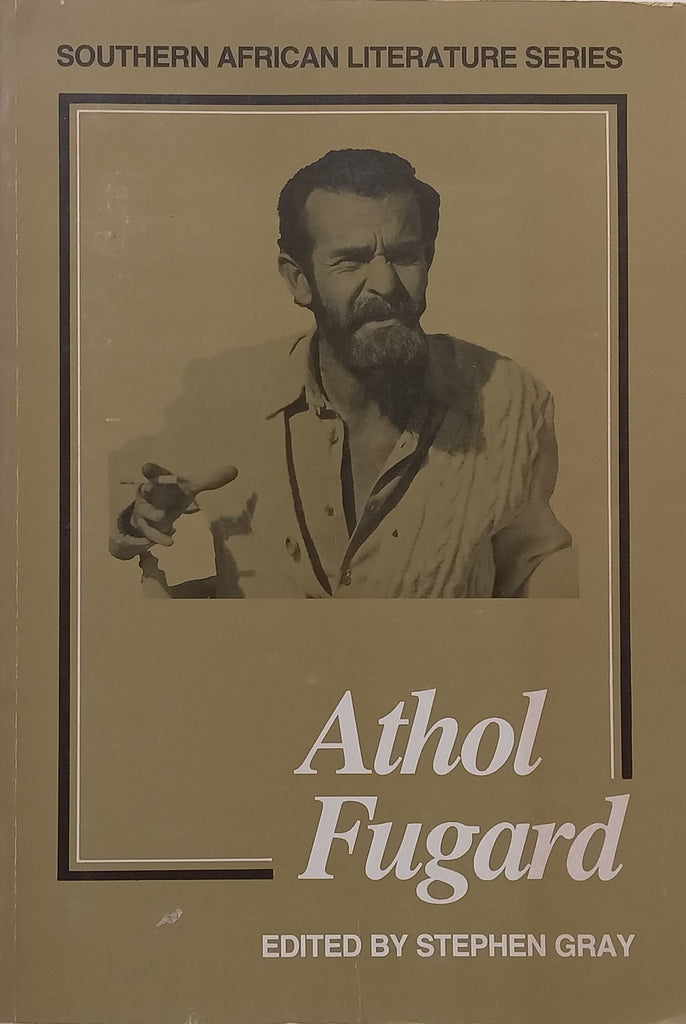 SOUTHERN AFRICAN LITERATURE SERIES
Athol
Fugard
EDITED BY STEPHEN GRAY